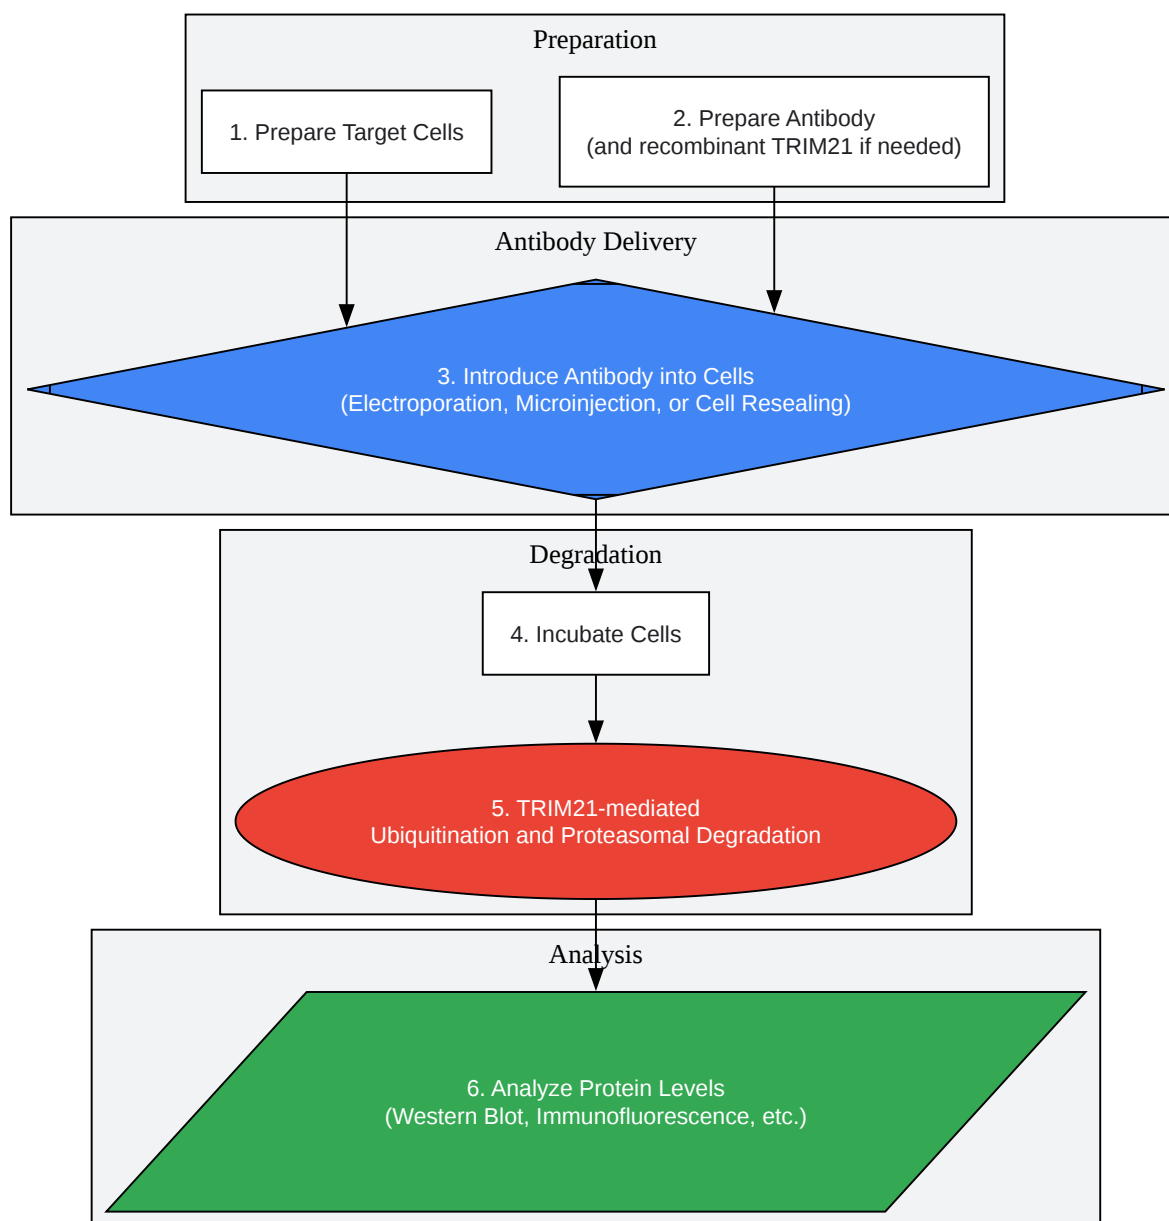 Preparation
1. Prepare Target Cells
2. Prepare Antibody
(and recombinant TRIM21 if needed)
Antibody Delivery
3. Introduce Antibody into Cells
(Electroporation, Microinjection, or Cell Resealing)
Degradation
4. Incubate Cells
5. TRIM21-mediated
Ubiquitination and Proteasomal Degradation
Analysis
6. Analyze Protein Levels
(Western Blot, Immunofluorescence, etc.)